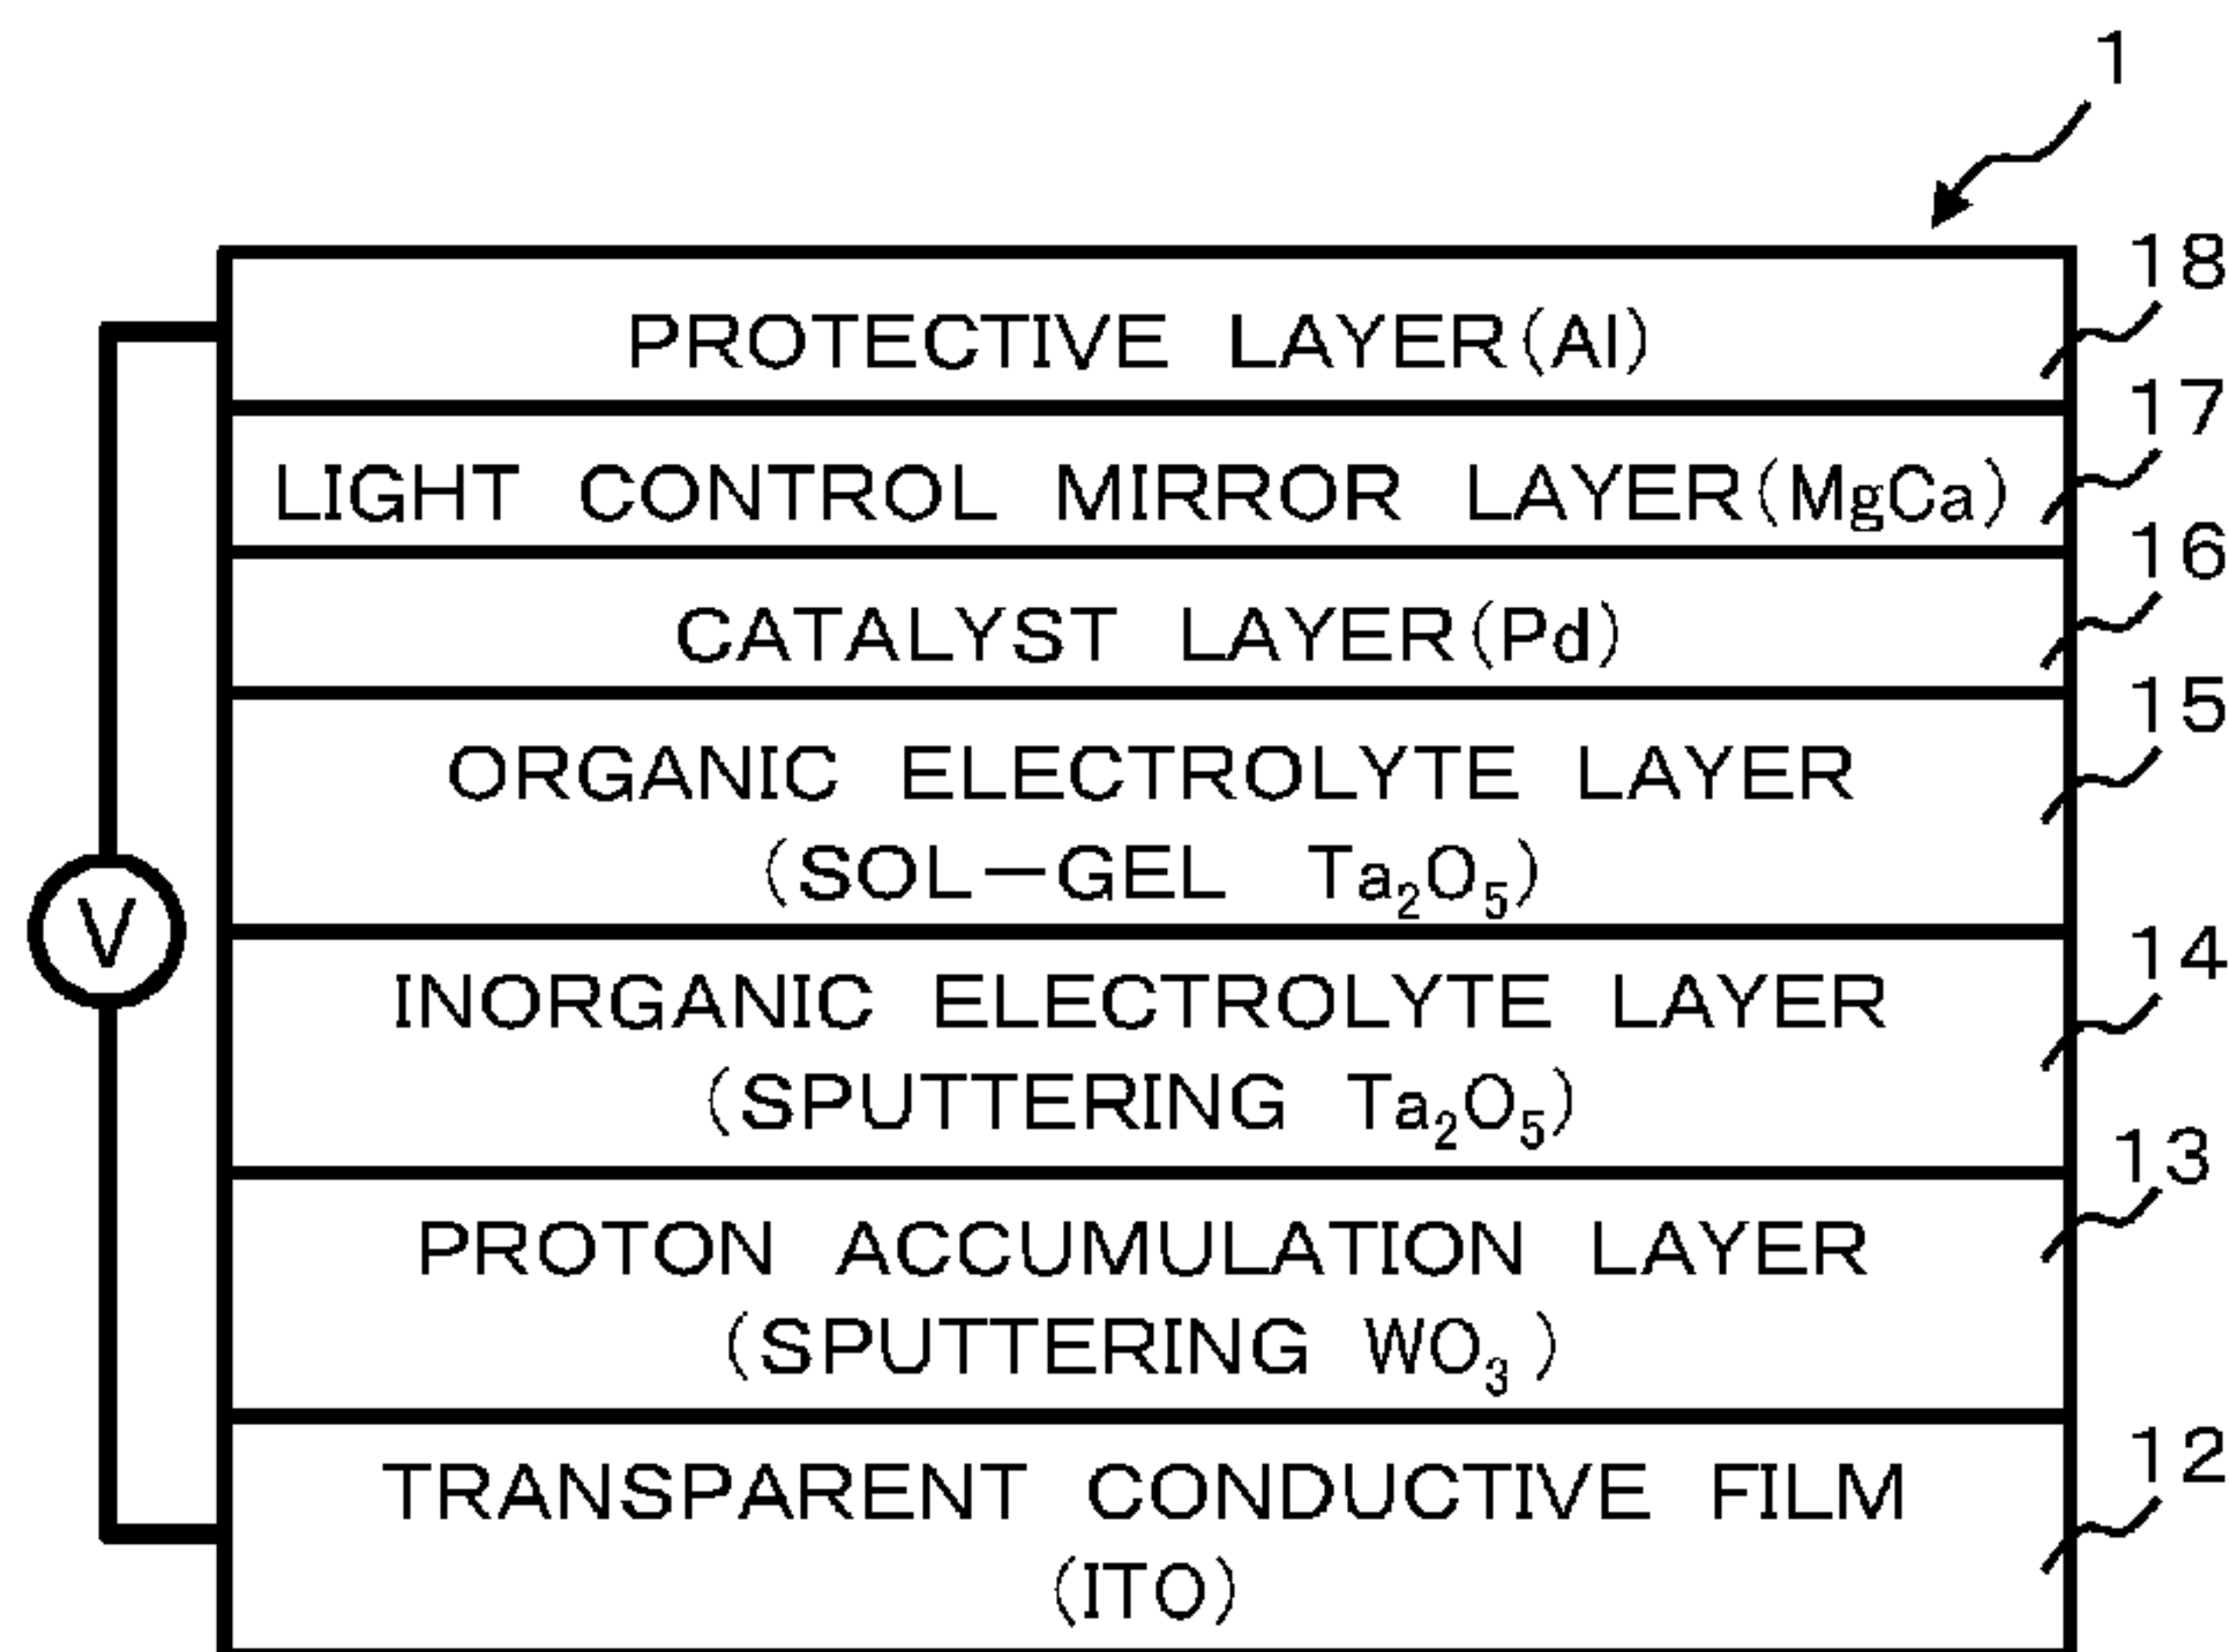 1
18
PROTECTIVE LAYER(Al)
17
LIGHT CONTROL MIRROR LAYER(MgCa)
16
CATALYST LAYER(Pd)
15
ORGANIC ELECTROLYTE LAYER
(SOL-GEL Ta₂O₅)
V
14
INORGANIC ELECTROLYTE LAYER
(SPUTTERING Ta₂O₅)
13
PROTON ACCUMULATION LAYER
(SPUTTERING WO₃)
12
TRANSPARENT CONDUCTIVE FILM
(ITO)